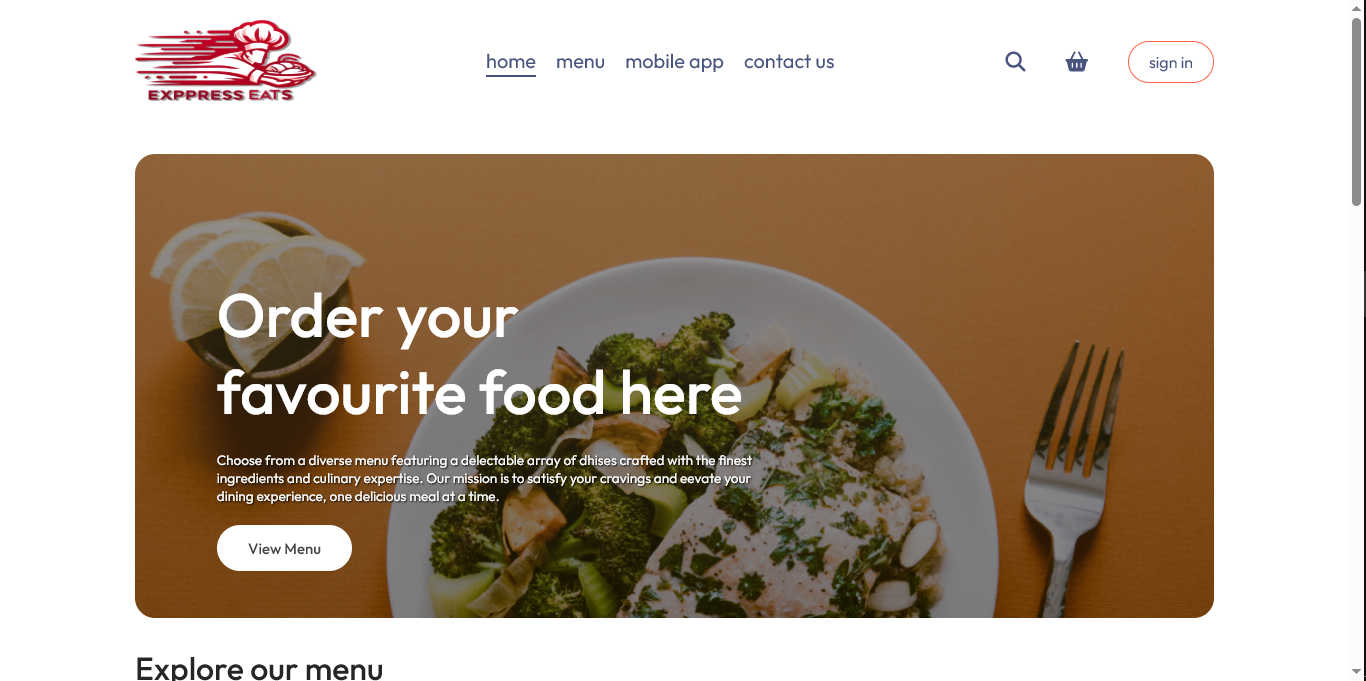 EXPPRESS EATS
home menu mobile app contact us sign in
Order your
favourite food here
Choose from a diverse menu featuring a delectable array of dhises crafted with the finest
ingredients and culinary expertise. Our mission is to satisfy your cravings and eevate your
dining experience, one delicious meal at a time.
View Menu
Explore our menu